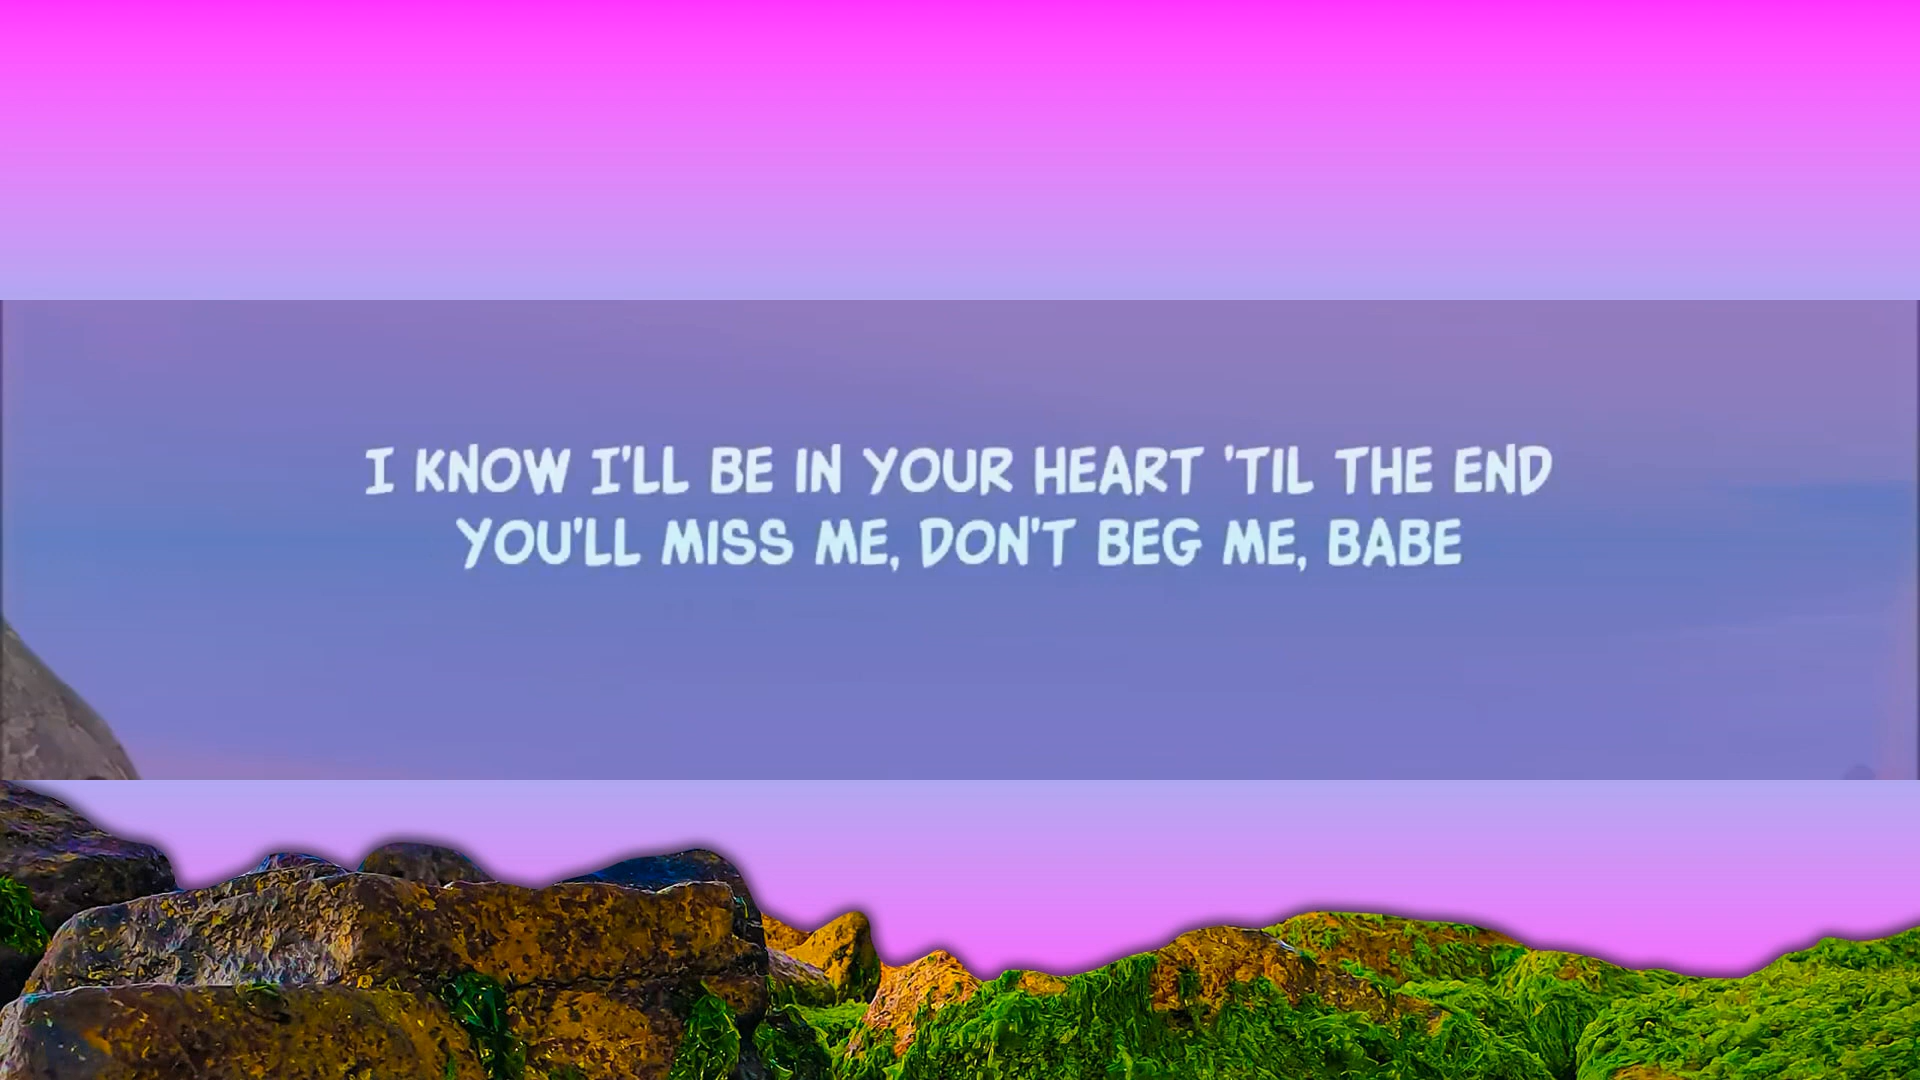 I KNOW I'LL BE IN YOUR HEART 'TIL THE END
YOU'LL MISS ME, DON'T BEG ME, BABE